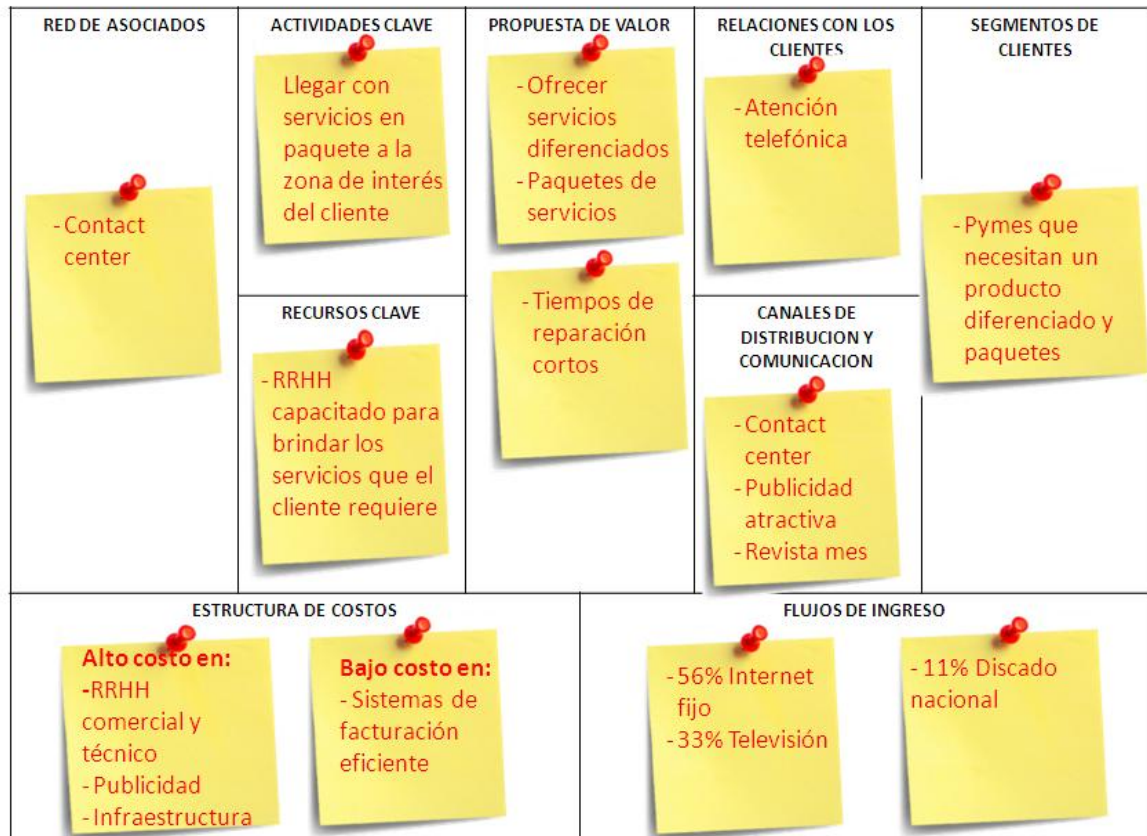 RED DE ASOCIADOS
- Contact
center
ACTIVIDADES CLAVE
Llegar con
servicios en
paquete a la
zona de interés
del cliente
RECURSOS CLAVE
- RRHH
capacitado para
brindar los
servicios que el
cliente requiere
PROPUESTA DE VALOR
- Ofrecer
servicios
diferenciados
- Paquetes de
servicios
- Tiempos de
reparación
cortos
RELACIONES CON LOS
CLIENTES
- Atención
telefónica
CANALES DE
DISTRIBUCION Y
COMUNICACION
- Contact
center
- Publicidad
atractiva
- Revista mes
SEGMENTOS DE
CLIENTES
- Pymes que
necesitan un
producto
diferenciado y
paquetes
ESTRUCTURA DE COSTOS
Alto costo en:
-RRHH
comercial y
técnico
- Publicidad
- Infraestructura
Bajo costo en:
- Sistemas de
facturación
eficiente
FLUJOS DE INGRESO
- 56% Internet
fijo
- 33% Televisión
- 11% Discado
nacional